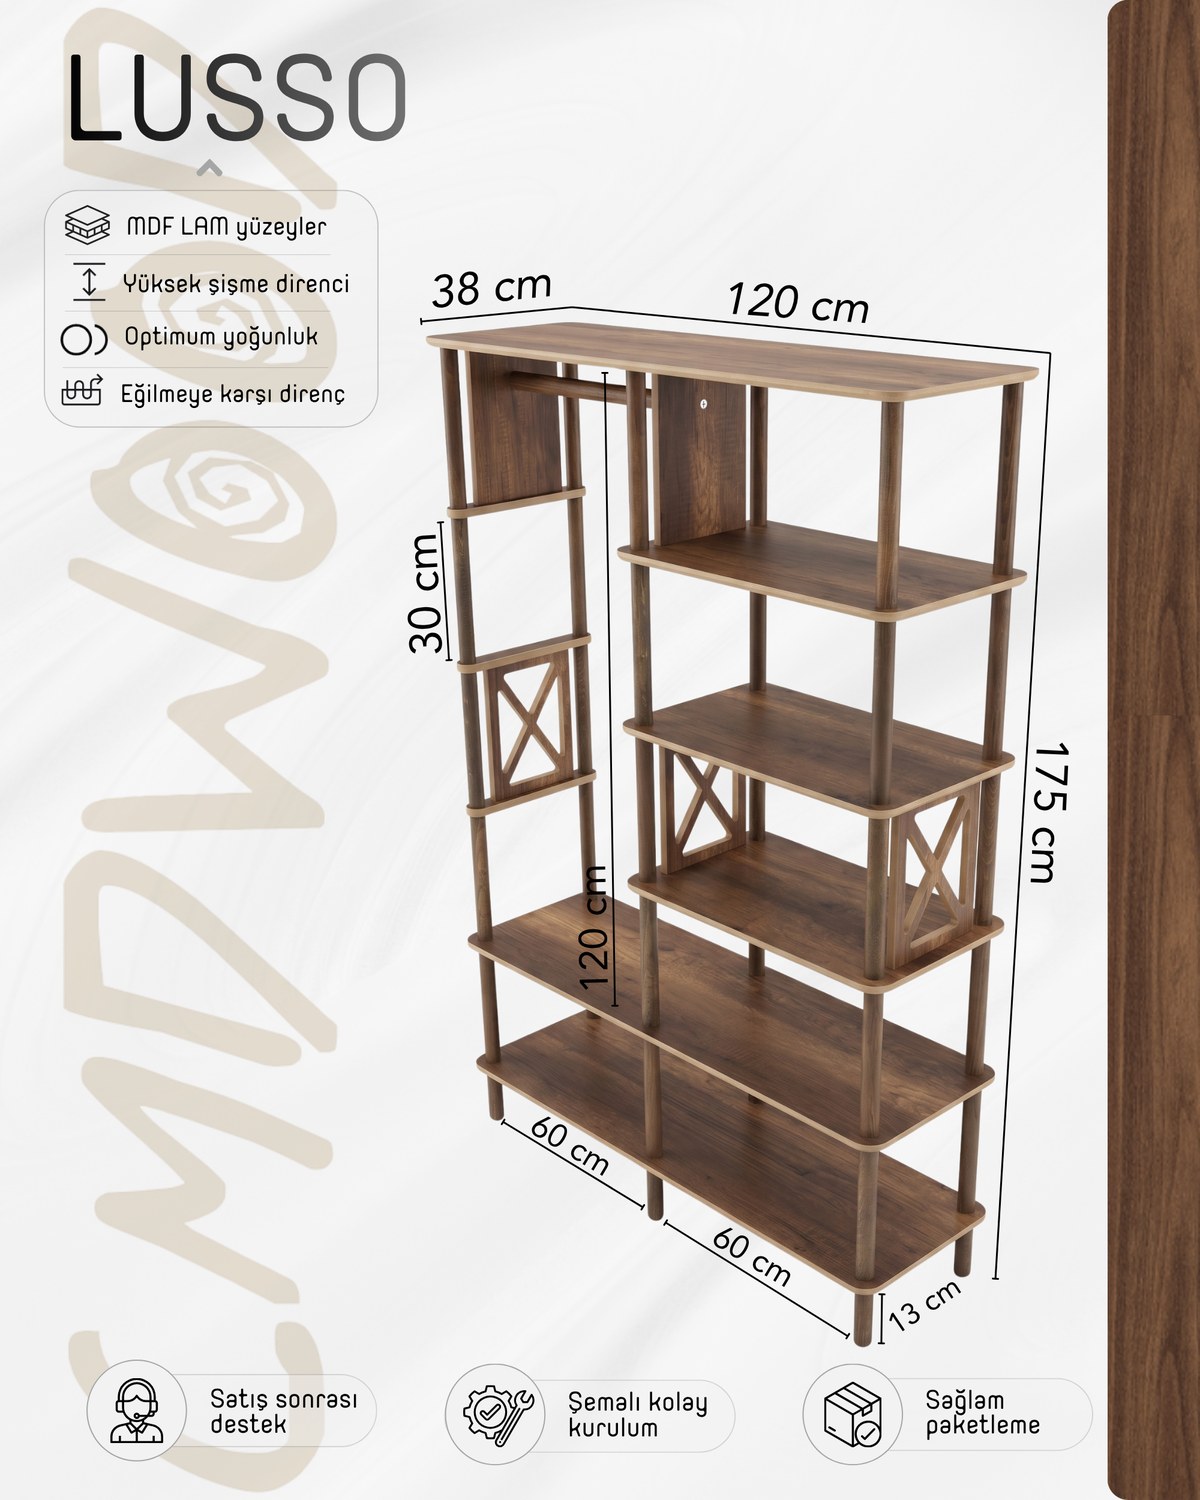 LUSSO
MDF LAM yüzeyler
Yüksek şişme direnci
Optimum yoğunluk
Eğilmeye karşı direnç
CMDWOOD
38 cm
120 cm
30 cm
120 cm
175 cm
60 cm
60 cm
13 cm
Satış sonrası
destek
Şemalı kolay
kurulum
Sağlam
paketleme